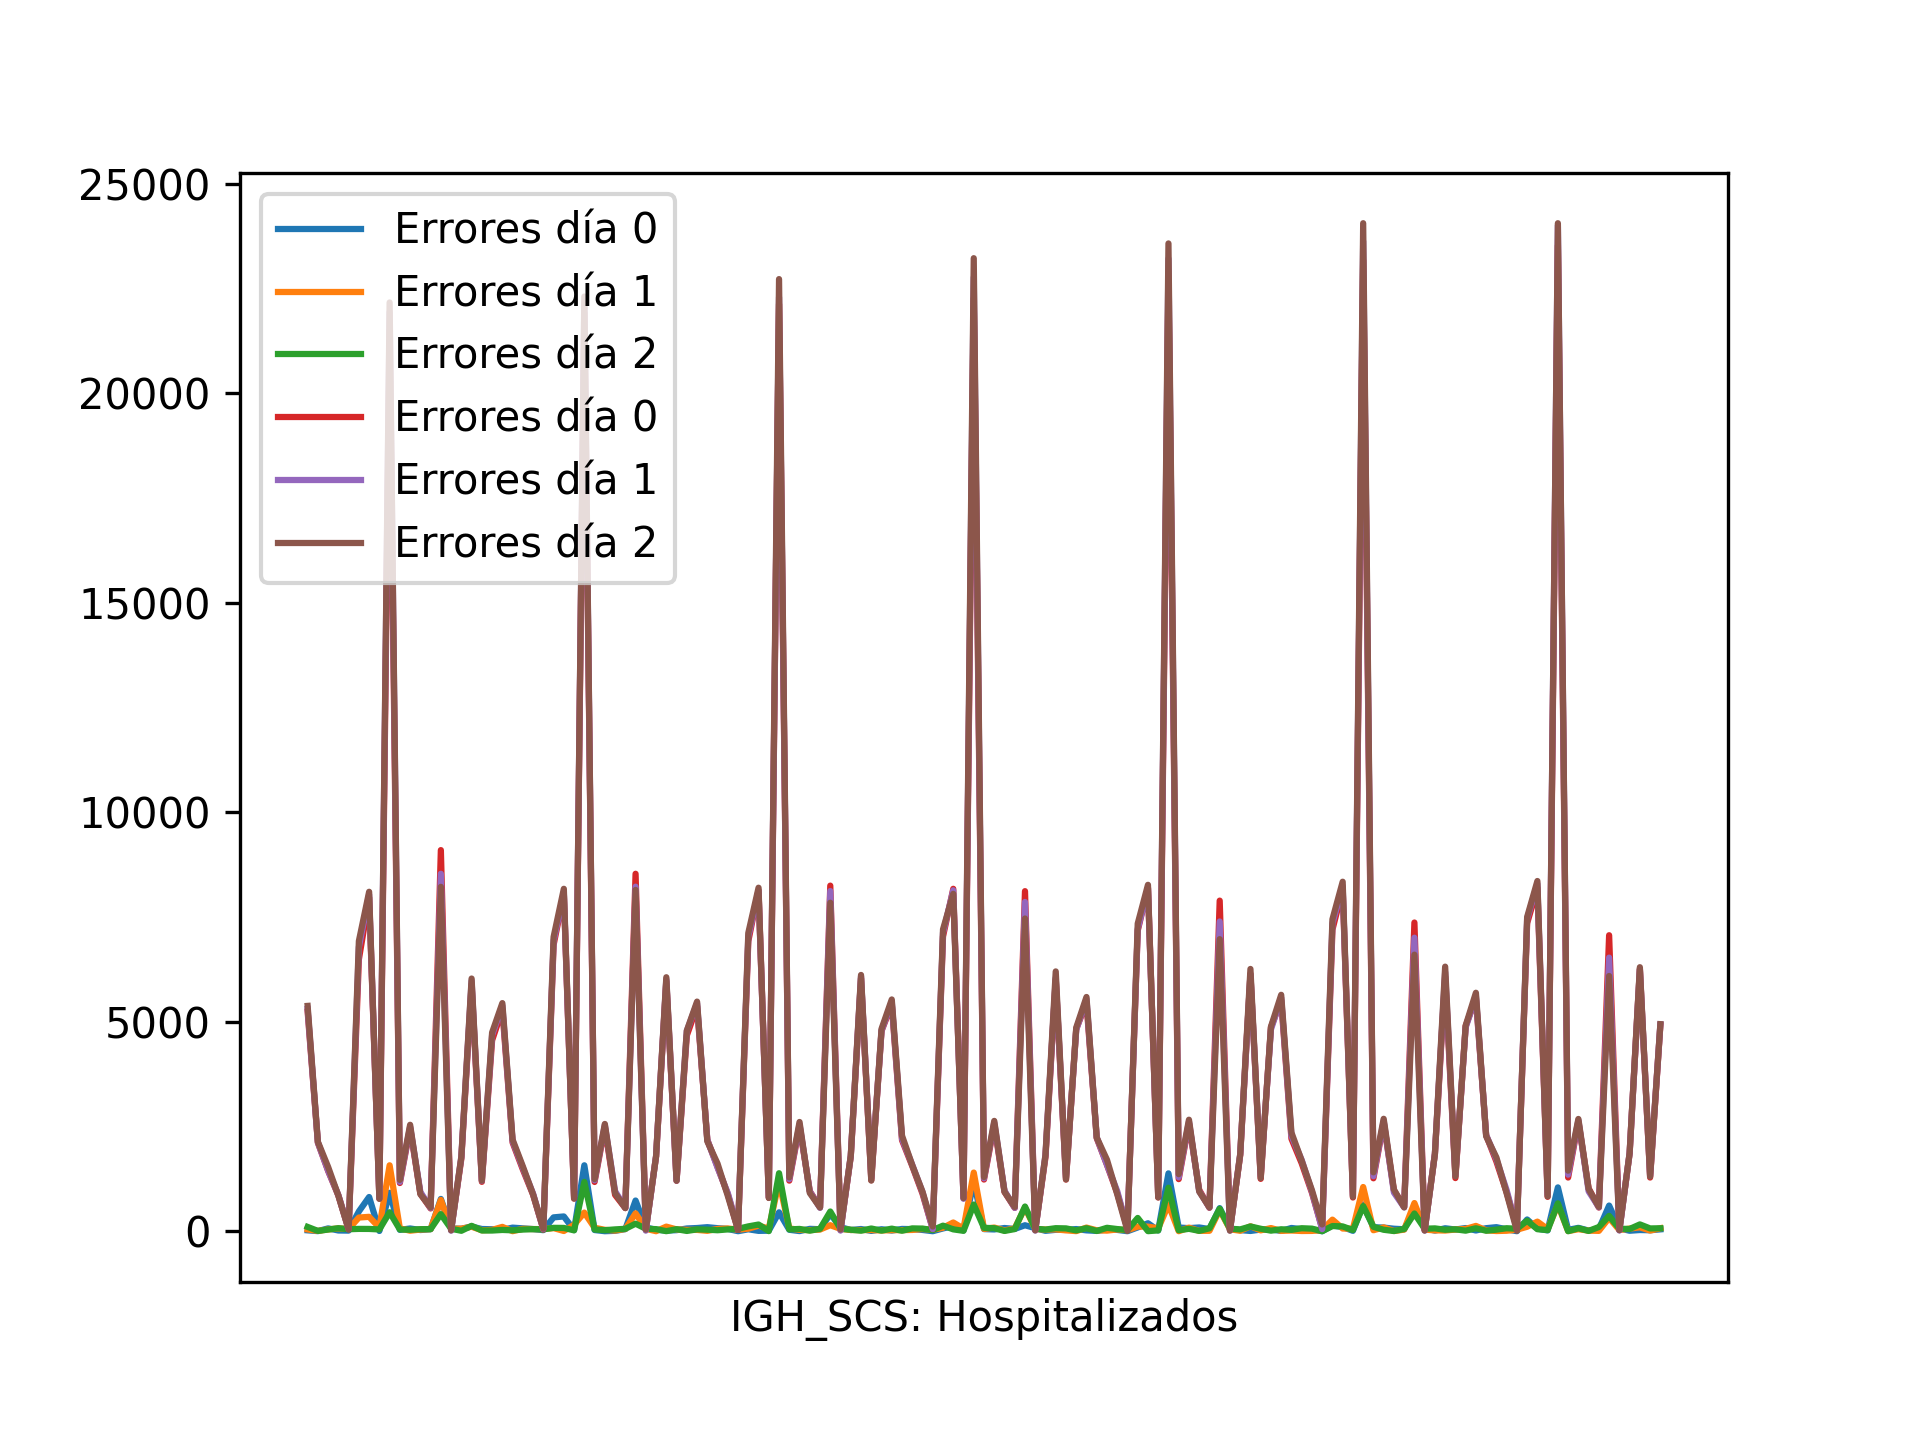 25000
20000
15000
10000
5000
0
Errores día 0
Errores día 1
Errores día 2
Errores día 0
Errores día 1
Errores día 2
IGH_SCS: Hospitalizados